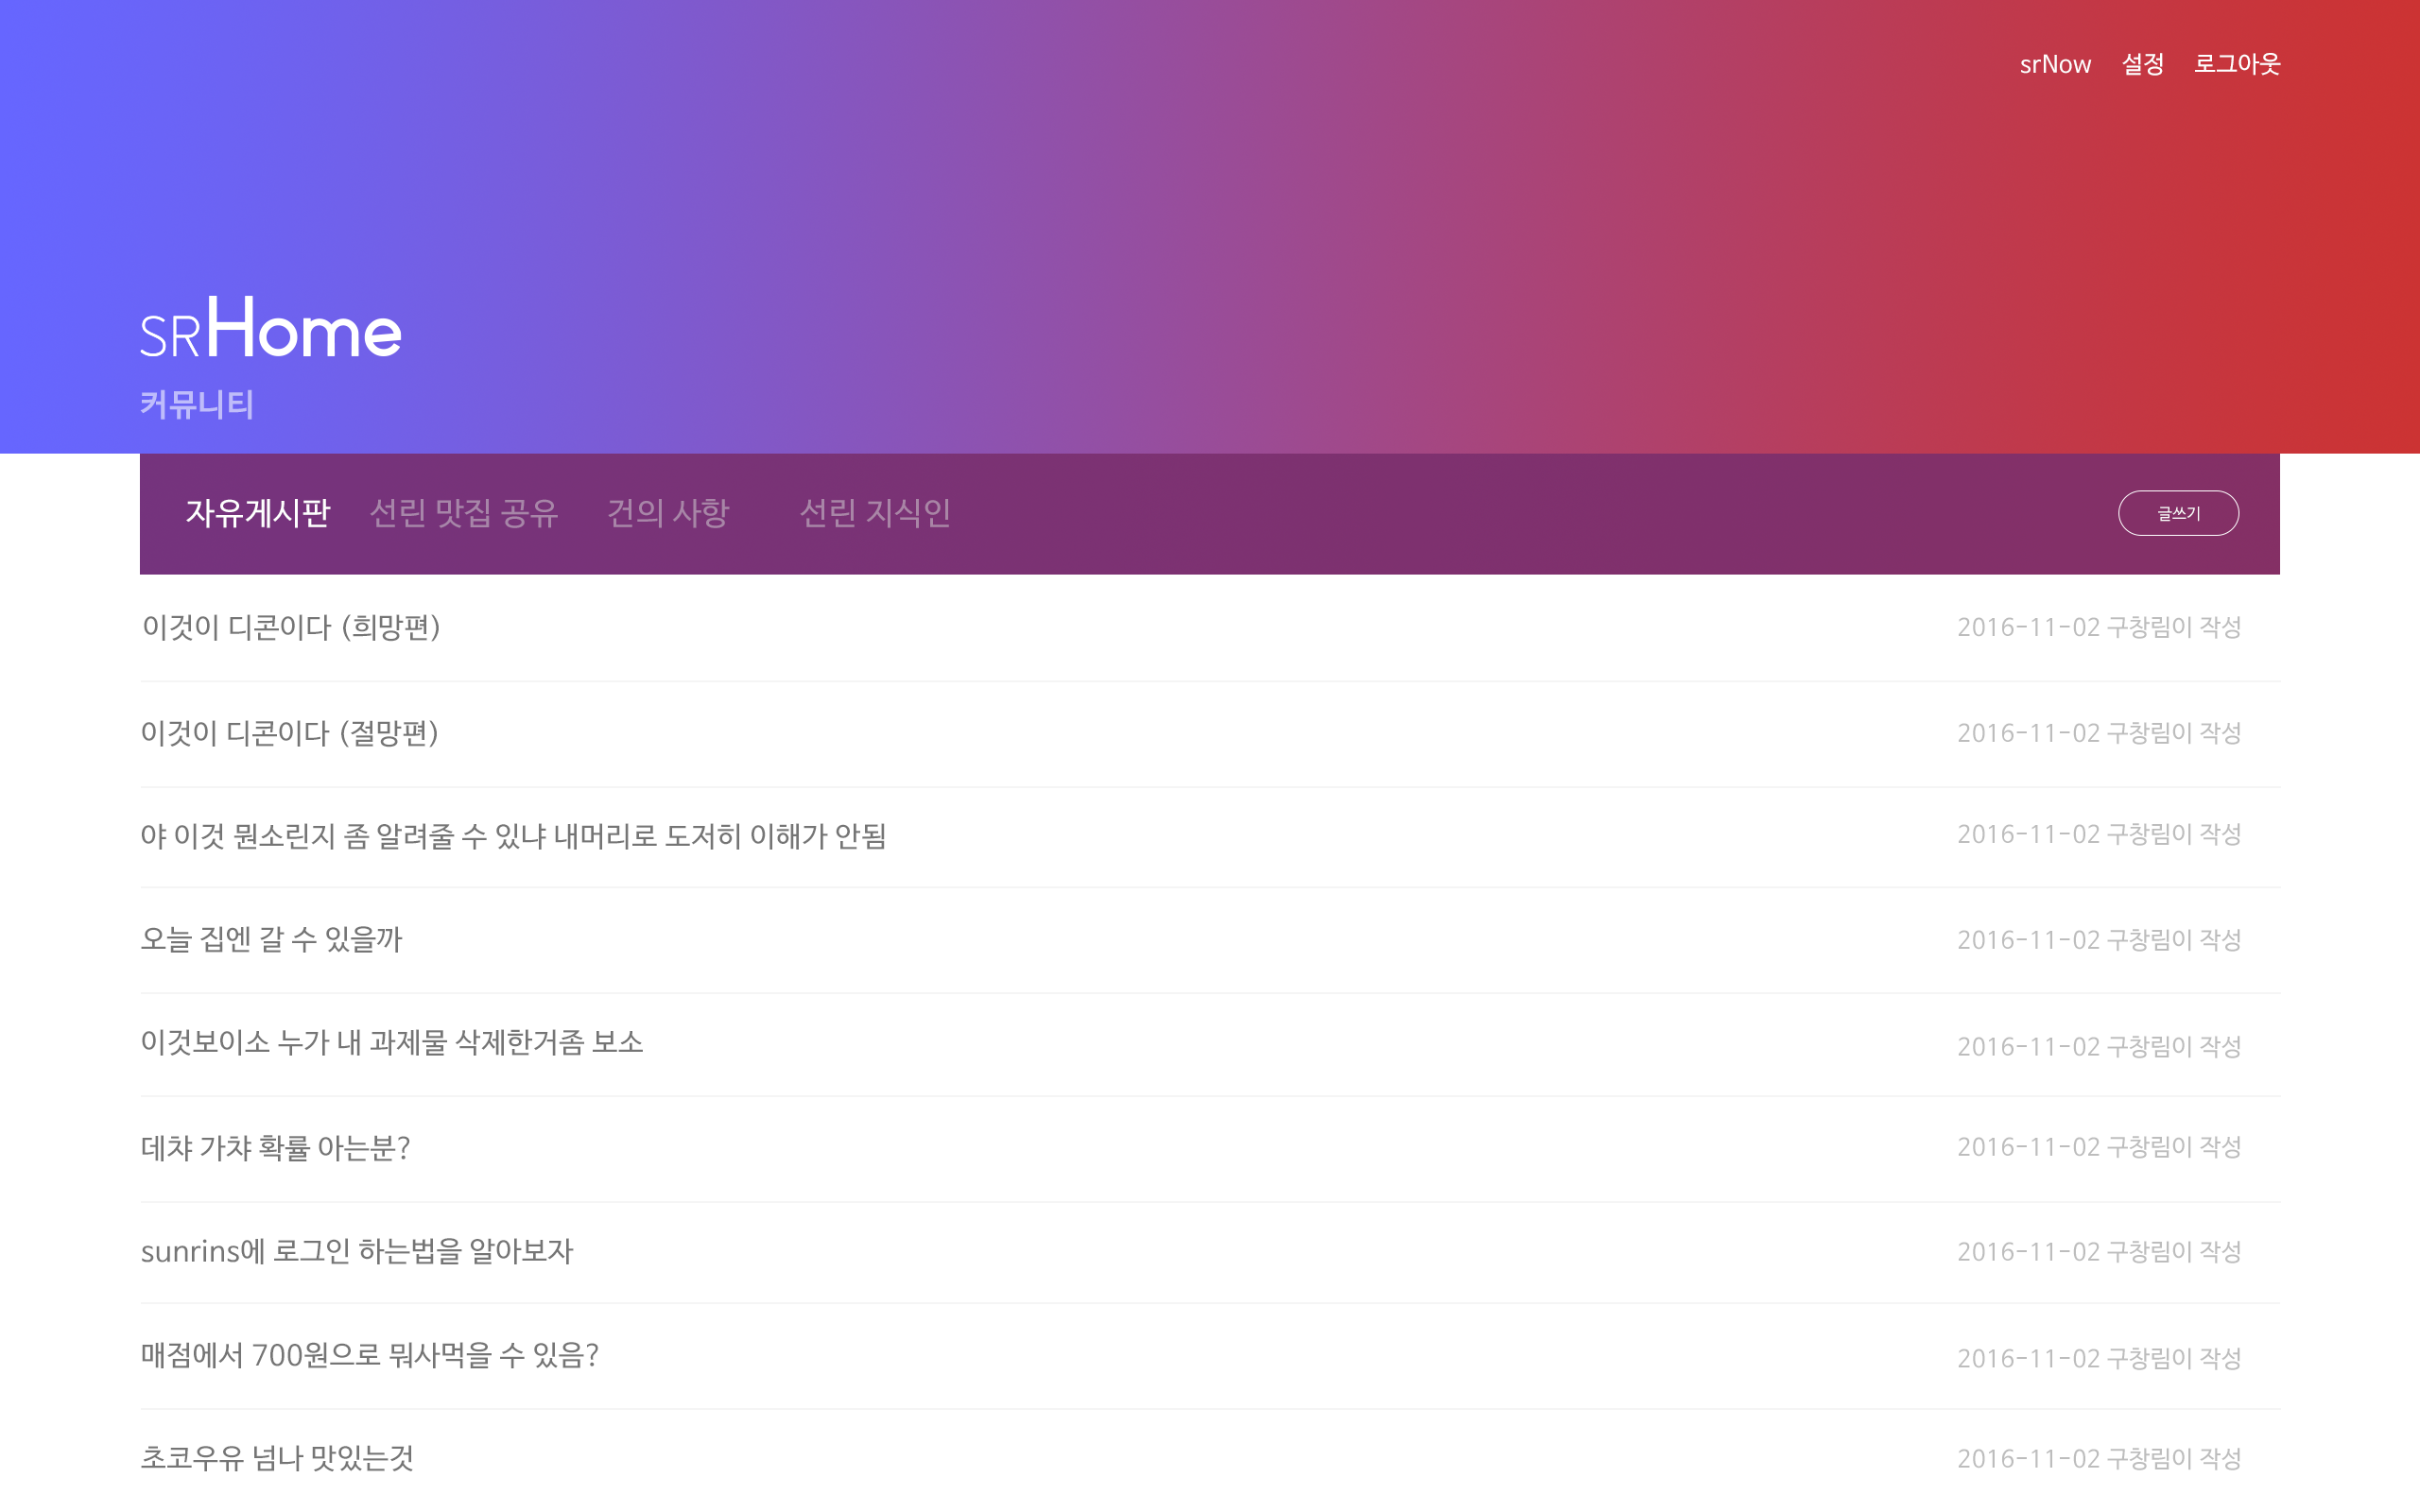 srNow 설정 로그아웃
SRHome
커뮤니티
자유게시판 선린 맛집 공유 건의 사항 선린 지식인 글쓰기
이것이 디콘이다 (희망편) 2016-11-02 구창림이 작성
이것이 디콘이다 (절망편) 2016-11-02 구창림이 작성
야 이것 뭔소린지 좀 알려줄 수 있냐 내머리로 도저히 이해가 안됨 2016-11-02 구창림이 작성
오늘 집엔 갈 수 있을까 2016-11-02 구창림이 작성
이것보이소 누가 내 과제물 삭제한거좀 보소 2016-11-02 구창림이 작성
데챠 가챠 확률 아는분? 2016-11-02 구창림이 작성
sunrins에 로그인 하는법을 알아보자 2016-11-02 구창림이 작성
매점에서 700원으로 뭐사먹을 수 있음? 2016-11-02 구창림이 작성
초코우유 넘나 맛있는것 2016-11-02 구창림이 작성